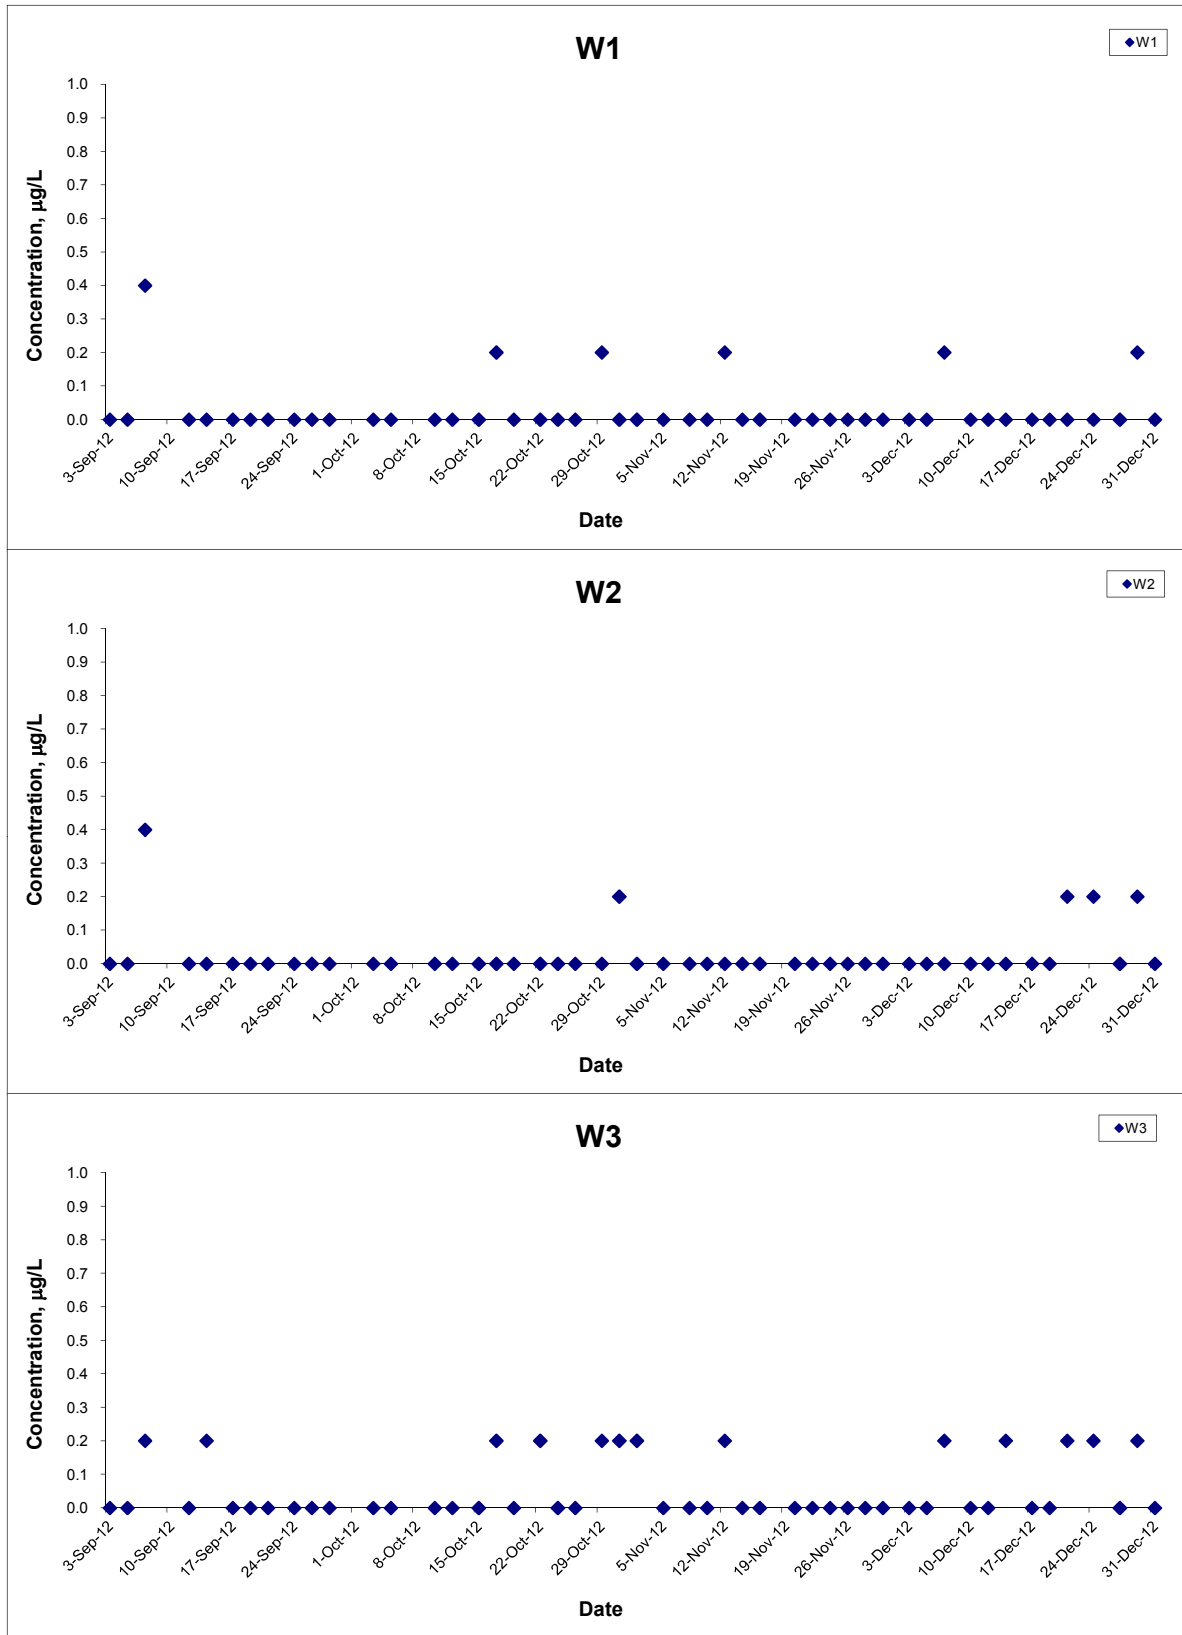 W1
W1
1.0
0.9
0.8
0.7
0.6
0.5
0.4
0.3
0.2
0.1
0.0
Concentration, µg/L
3-Sep-12
10-Sep-12
17-Sep-12
24-Sep-12
1-Oct-12
8-Oct-12
15-Oct-12
22-Oct-12
29-Oct-12
5-Nov-12
12-Nov-12
19-Nov-12
26-Nov-12
3-Dec-12
10-Dec-12
17-Dec-12
24-Dec-12
31-Dec-12
Date
W2
W2
1.0
0.9
0.8
0.7
0.6
0.5
0.4
0.3
0.2
0.1
0.0
Concentration, µg/L
3-Sep-12
10-Sep-12
17-Sep-12
24-Sep-12
1-Oct-12
8-Oct-12
15-Oct-12
22-Oct-12
29-Oct-12
5-Nov-12
12-Nov-12
19-Nov-12
26-Nov-12
3-Dec-12
10-Dec-12
17-Dec-12
24-Dec-12
31-Dec-12
Date
W3
W3
1.0
0.9
0.8
0.7
0.6
0.5
0.4
0.3
0.2
0.1
0.0
Concentration, µg/L
3-Sep-12
10-Sep-12
17-Sep-12
24-Sep-12
1-Oct-12
8-Oct-12
15-Oct-12
22-Oct-12
29-Oct-12
5-Nov-12
12-Nov-12
19-Nov-12
26-Nov-12
3-Dec-12
10-Dec-12
17-Dec-12
24-Dec-12
31-Dec-12
Date